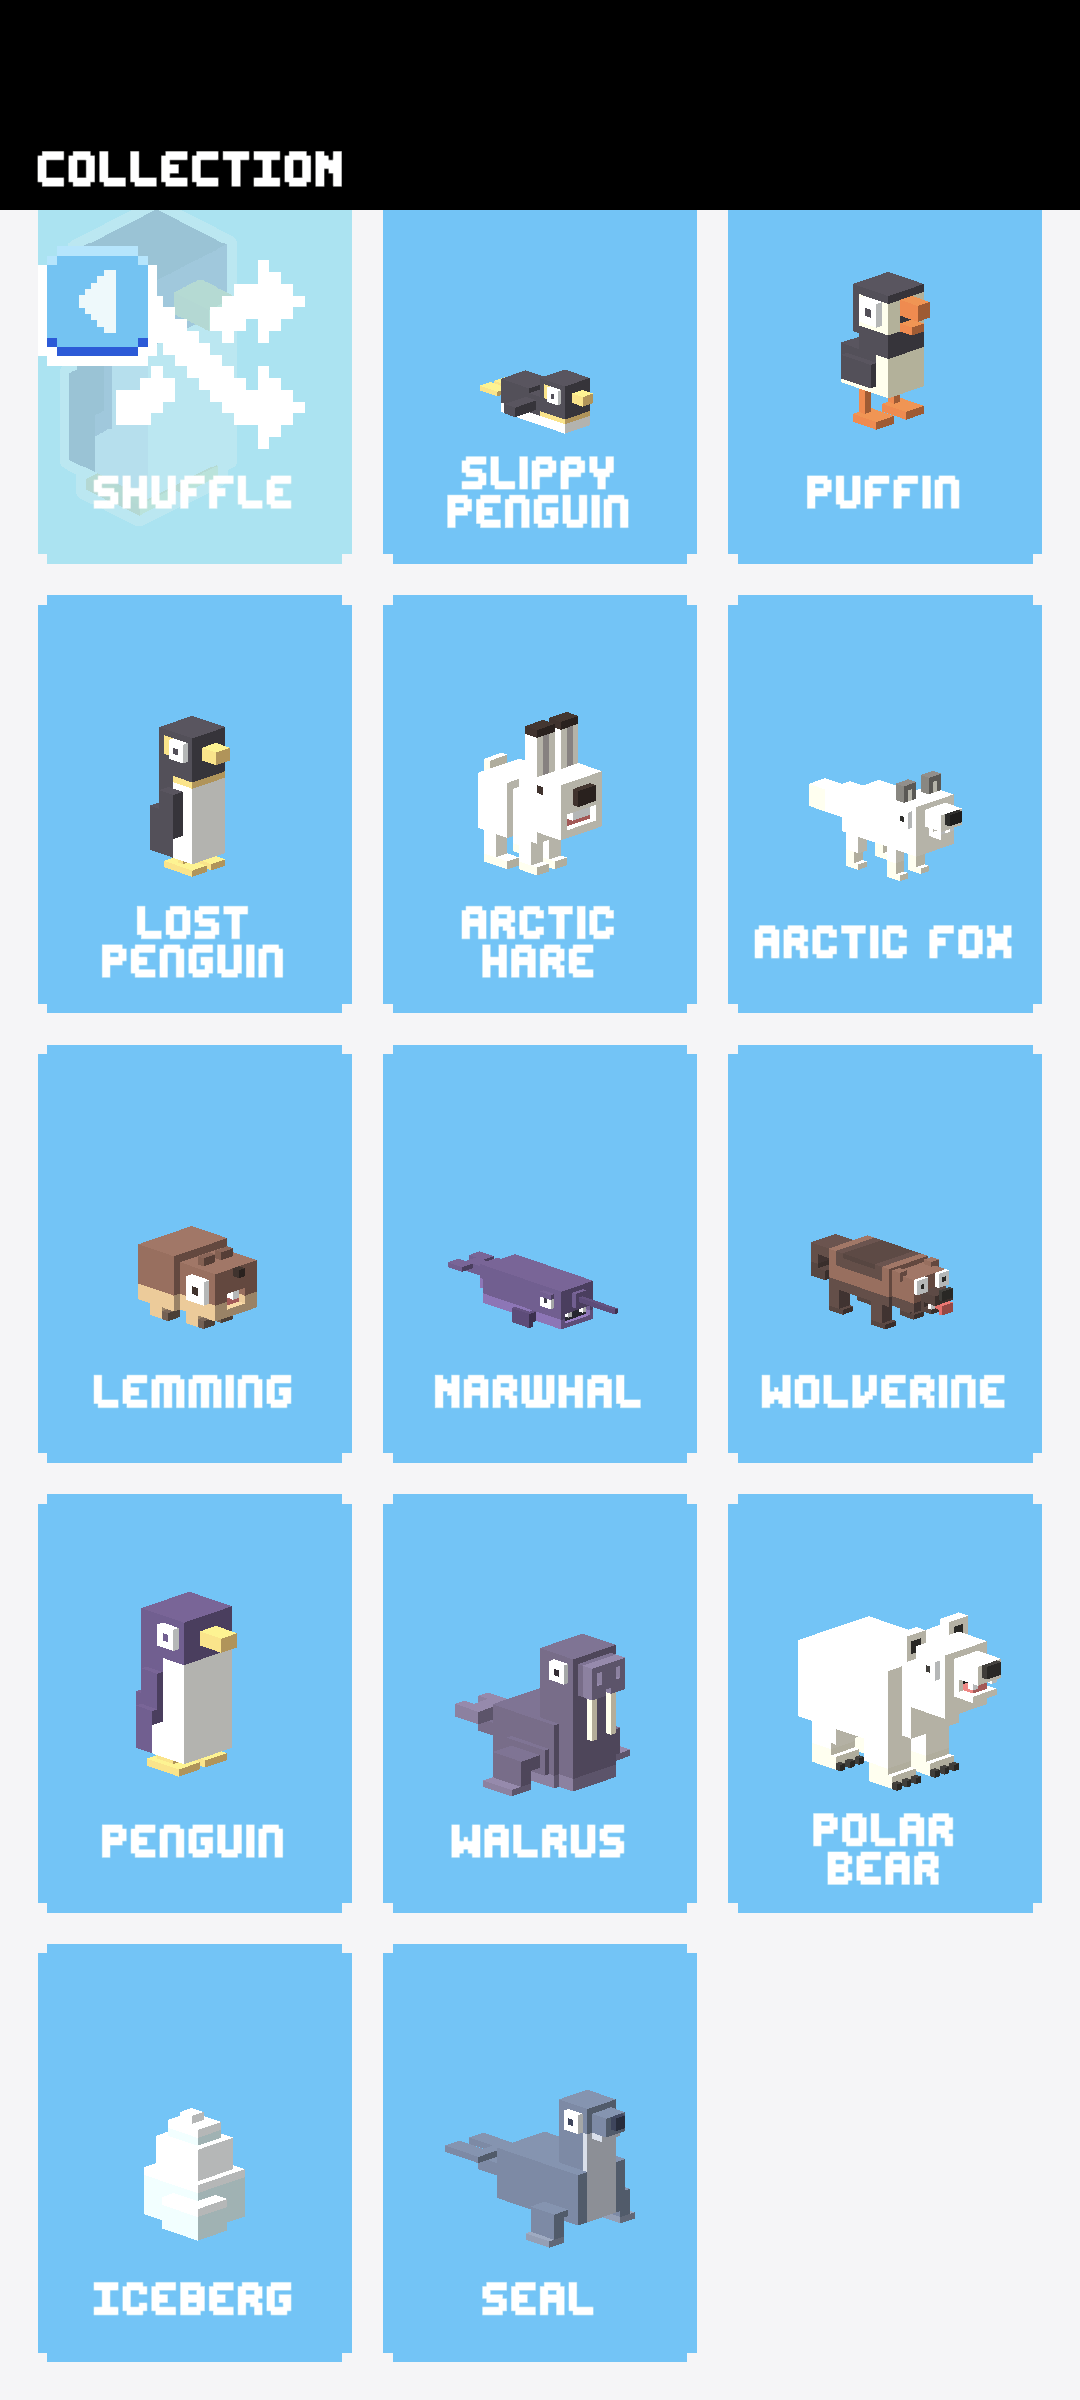 COLLECTION
SHUFFLE
SLIPPY
PENGUIN
PUFFIN
LOST
PENGUIN
ARCTIC
HARE
ARCTIC FOX
LEMMING
NARWHAL
WOLVERINE
PENGUIN
WALRUS
POLAR
BEAR
ICEBERG
SEAL